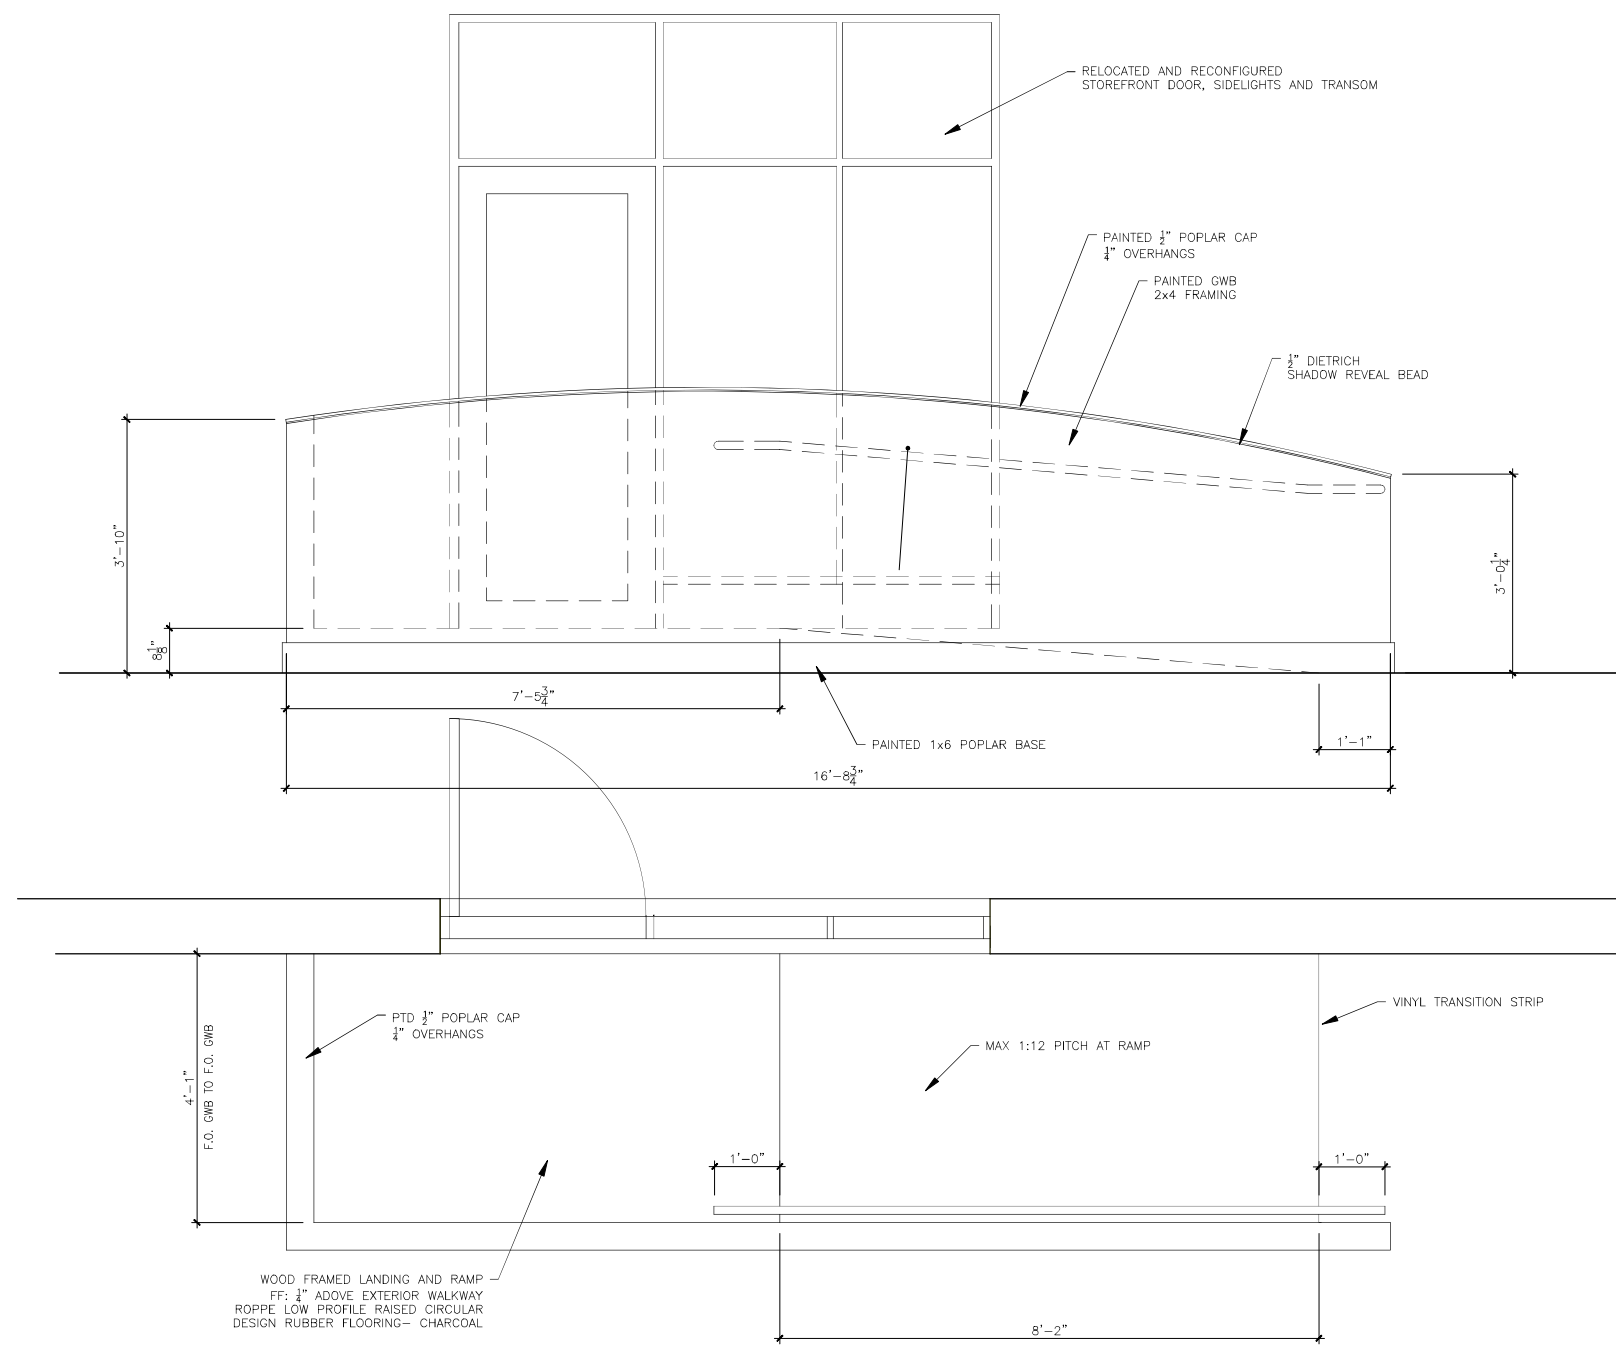 RELOCATED AND RECONFIGURED
STOREFRONT DOOR, SIDELIGHTS AND TRANSOM
PAINTED 1/2" POPLAR CAP
1/4" OVERHANGS
PAINTED GWB
2x4 FRAMING
1/2" DIETRICH
SHADOW REVEAL BEAD
3'-10"
8 1/8"
3'-0 1/4"
7'-5 3/4"
PAINTED 1x6 POPLAR BASE
1'-1"
16'-8 3/4"
4'-1"
F.O. GWB TO F.O. GWB
PTD 1/2" POPLAR CAP
1/4" OVERHANGS
VINYL TRANSITION STRIP
MAX 1:12 PITCH AT RAMP
1'-0"
1'-0"
WOOD FRAMED LANDING AND RAMP
FF: 1/4" ADOVE EXTERIOR WALKWAY
ROPPE LOW PROFILE RAISED CIRCULAR
DESIGN RUBBER FLOORING- CHARCOAL
8'-2"